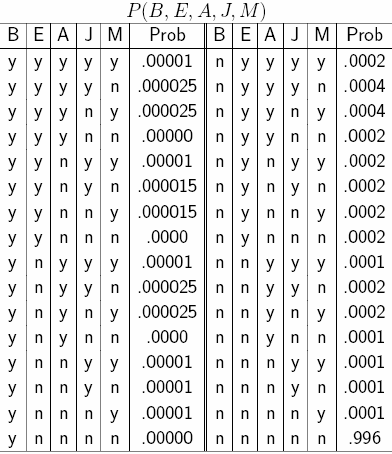 P(B, E, A, J, M)
B E A J M Prob B E A J M Prob
y y y y y .00001 n y y y y .0002
y y y y n .000025 n y y y n .0004
y y y n y .000025 n y y n y .0004
y y y n n .00000 n y y n n .0002
y y n y y .00001 n y n y y .0002
y y n y n .000015 n y n y n .0002
y y n n y .000015 n y n n y .0002
y y n n n .0000 n y n n n .0002
y n y y y .00001 n n y y y .0001
y n y y n .000025 n n y y n .0002
y n y n y .000025 n n y n y .0002
y n y n n .0000 n n y n n .0001
y n n y y .00001 n n n y y .0001
y n n y n .00001 n n n y n .0001
y n n n y .00001 n n n n y .0001
y n n n n .00000 n n n n n .996